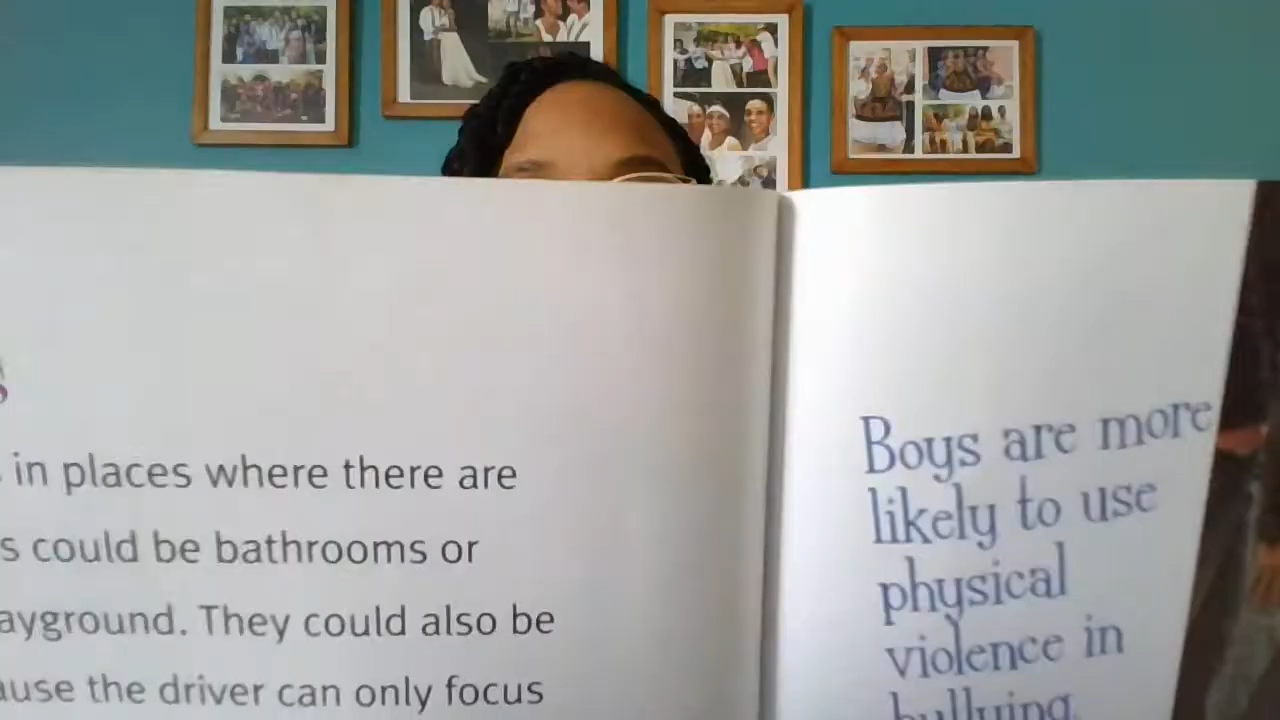 s
in places where there are
s could be bathrooms or
ayground. They could also be
ause the driver can only focus
Boys are more
likely to use
physical
violence in
bullying.